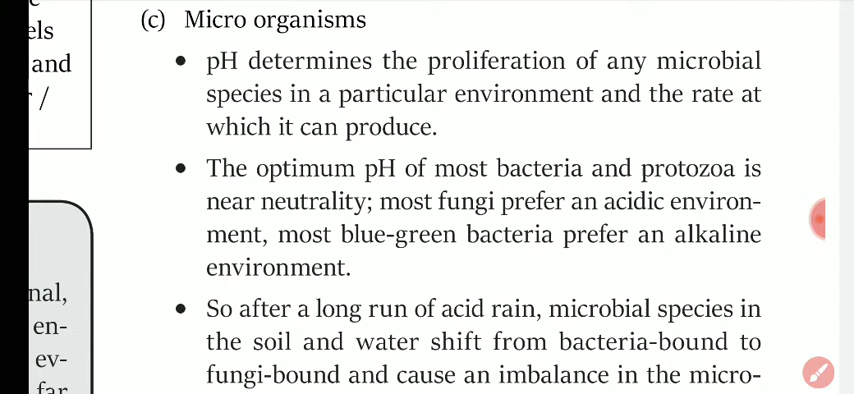 els
and
/
(c) Micro organisms
• pH determines the proliferation of any microbial
species in a particular environment and the rate at
which it can produce.
• The optimum pH of most bacteria and protozoa is
near neutrality; most fungi prefer an acidic environ-
ment, most blue-green bacteria prefer an alkaline
environment.
• So after a long run of acid rain, microbial species in
the soil and water shift from bacteria-bound to
fungi-bound and cause an imbalance in the micro-
nal,
en-
ev-
far